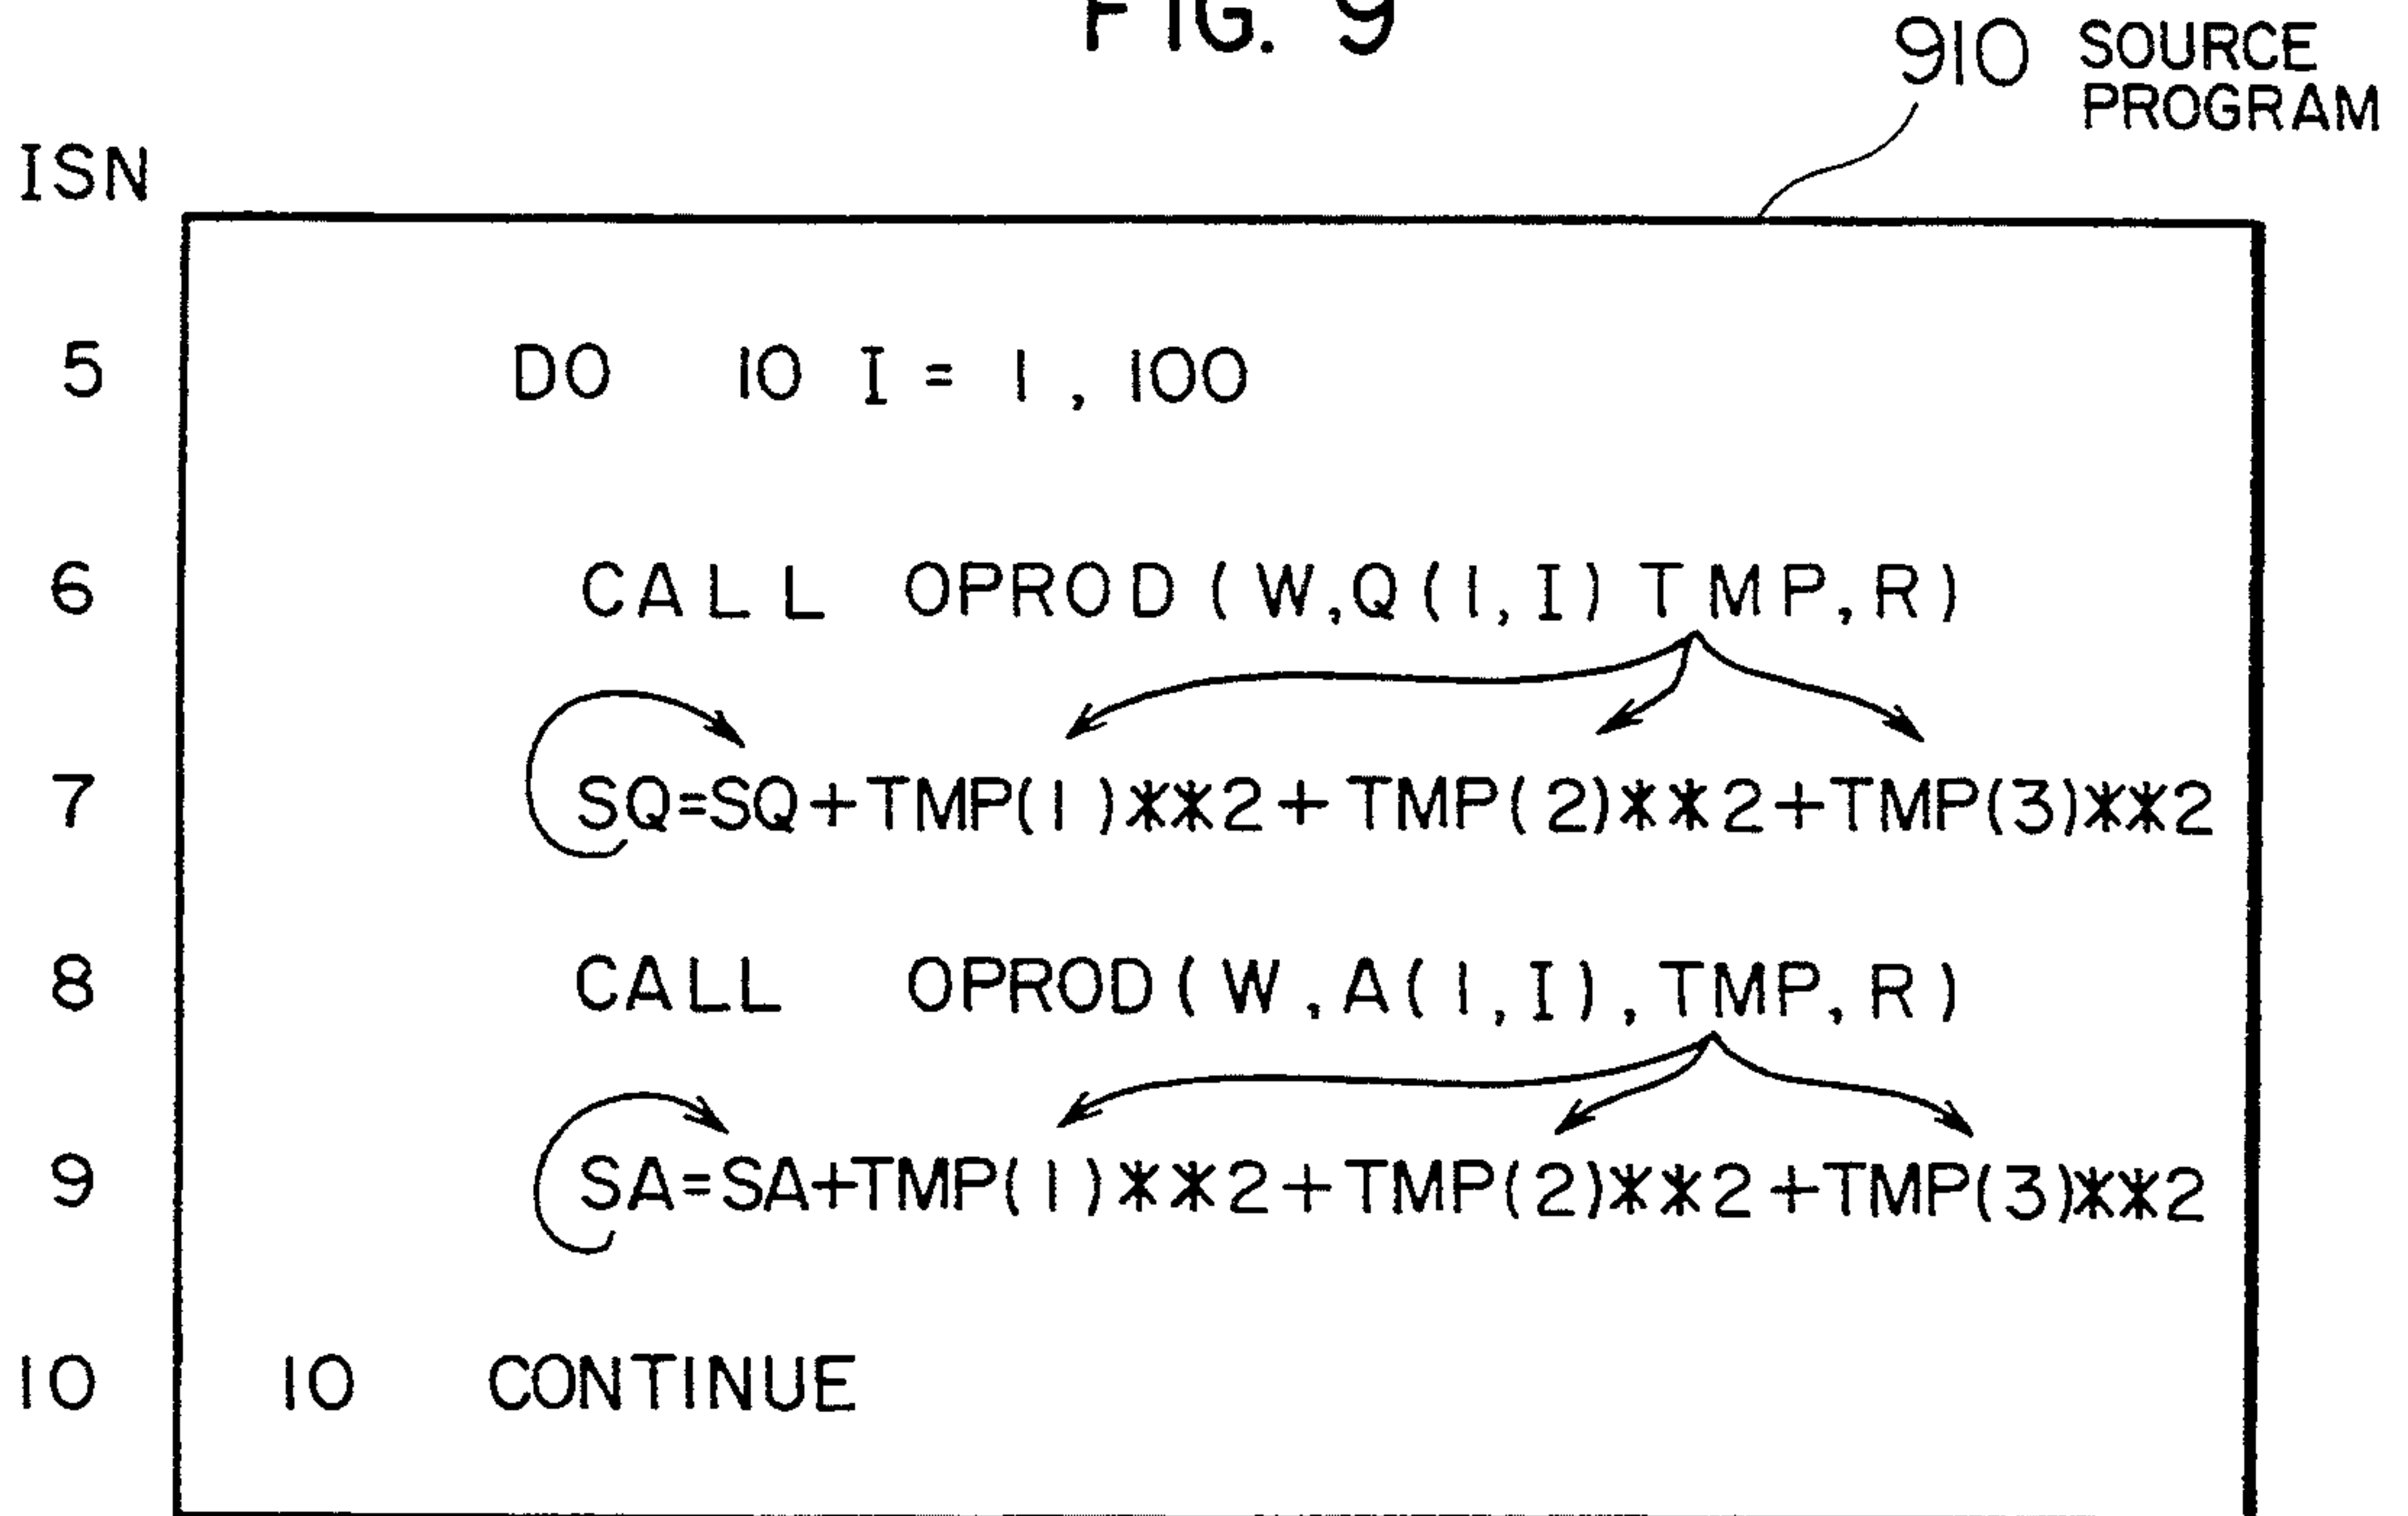 FIG. 9
910 SOURCE
PROGRAM
ISN
5 DO 10 I = 1, 100
6 CALL OPROD(W,Q(1,I) TMP,R)
7 SQ=SQ+TMP(1)**2+TMP(2)**2+TMP(3)**2
8 CALL OPROD(W,A(1,I),TMP,R)
9 SA=SA+TMP(1)**2+TMP(2)**2+TMP(3)**2
10 10 CONTINUE